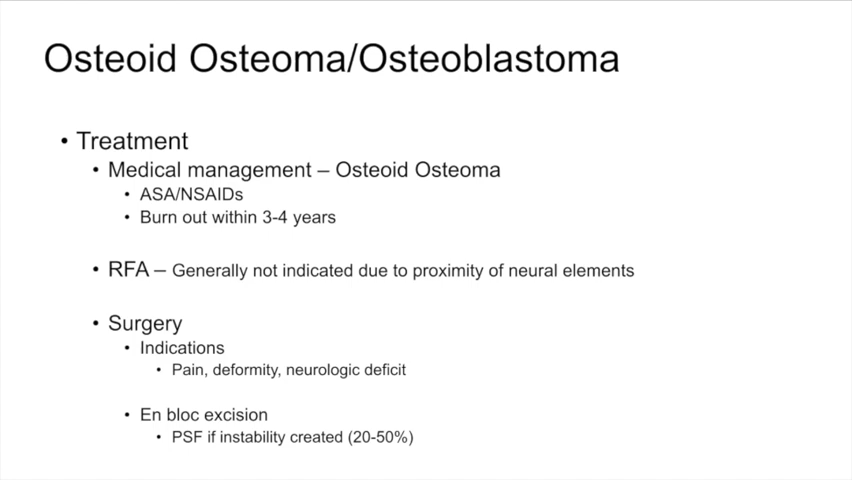 Osteoid Osteoma/Osteoblastoma
• Treatment
• Medical management – Osteoid Osteoma
• ASA/NSAIDs
• Burn out within 3-4 years
• RFA – Generally not indicated due to proximity of neural elements
• Surgery
• Indications
• Pain, deformity, neurologic deficit
• En bloc excision
• PSF if instability created (20-50%)